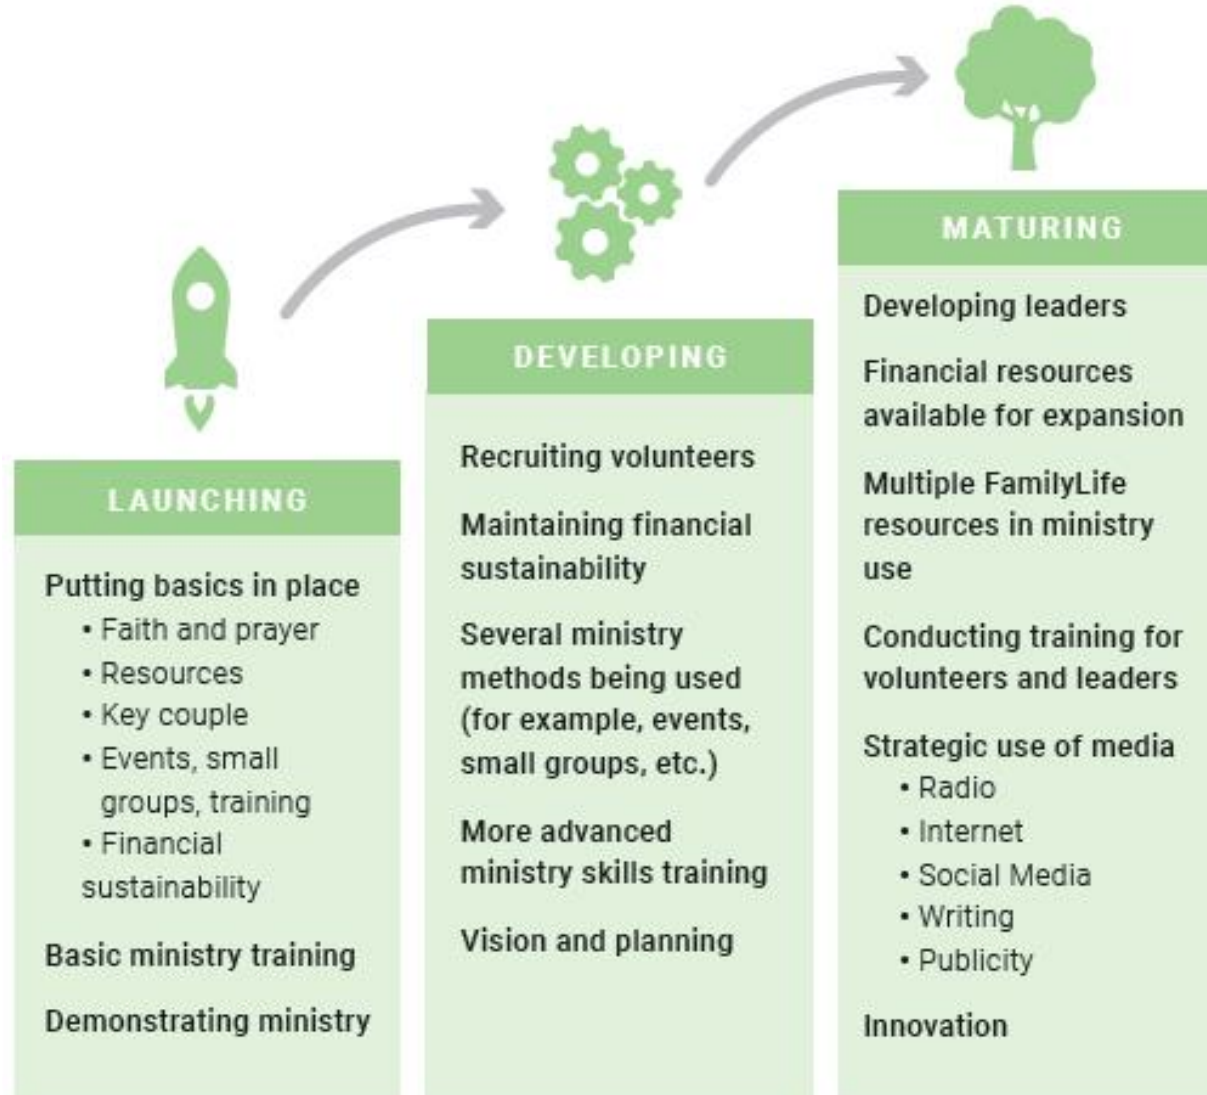 LAUNCHING
Putting basics in place
• Faith and prayer
• Resources
• Key couple
• Events, small
groups, training
• Financial
sustainability
Basic ministry training
Demonstrating ministry
DEVELOPING
Recruiting volunteers
Maintaining financial
sustainability
Several ministry
methods being used
(for example, events,
small groups, etc.)
More advanced
ministry skills training
Vision and planning
MATURING
Developing leaders
Financial resources
available for expansion
Multiple FamilyLife
resources in ministry
use
Conducting training for
volunteers and leaders
Strategic use of media
• Radio
• Internet
• Social Media
• Writing
• Publicity
Innovation